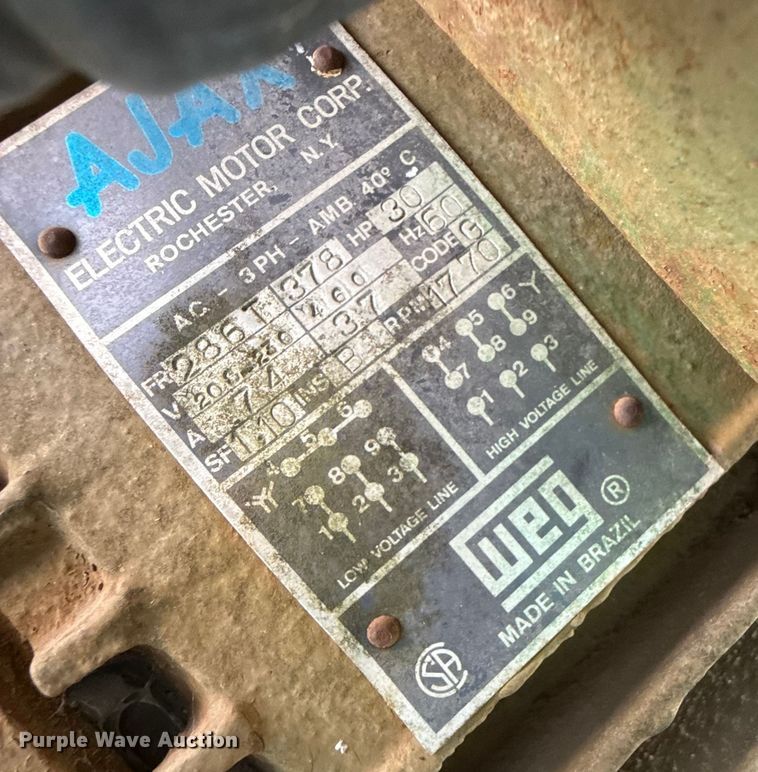 AJAX
ELECTRIC MOTOR CORP.
ROCHESTER, N.Y.
AC - 3PH - AMB 40° C
FR 286T 378 HP 30
V 208-230 460 Hz 60
A 74 37 CODE G
SF 1.10 INS B RPM 1770
4 5 6
7 8 9
1 2 3
LOW VOLTAGE LINE
4 5 6 Y
7 8 9
1 2 3
HIGH VOLTAGE LINE
weg ®
MADE IN BRAZIL
SA
Purple Wave Auction